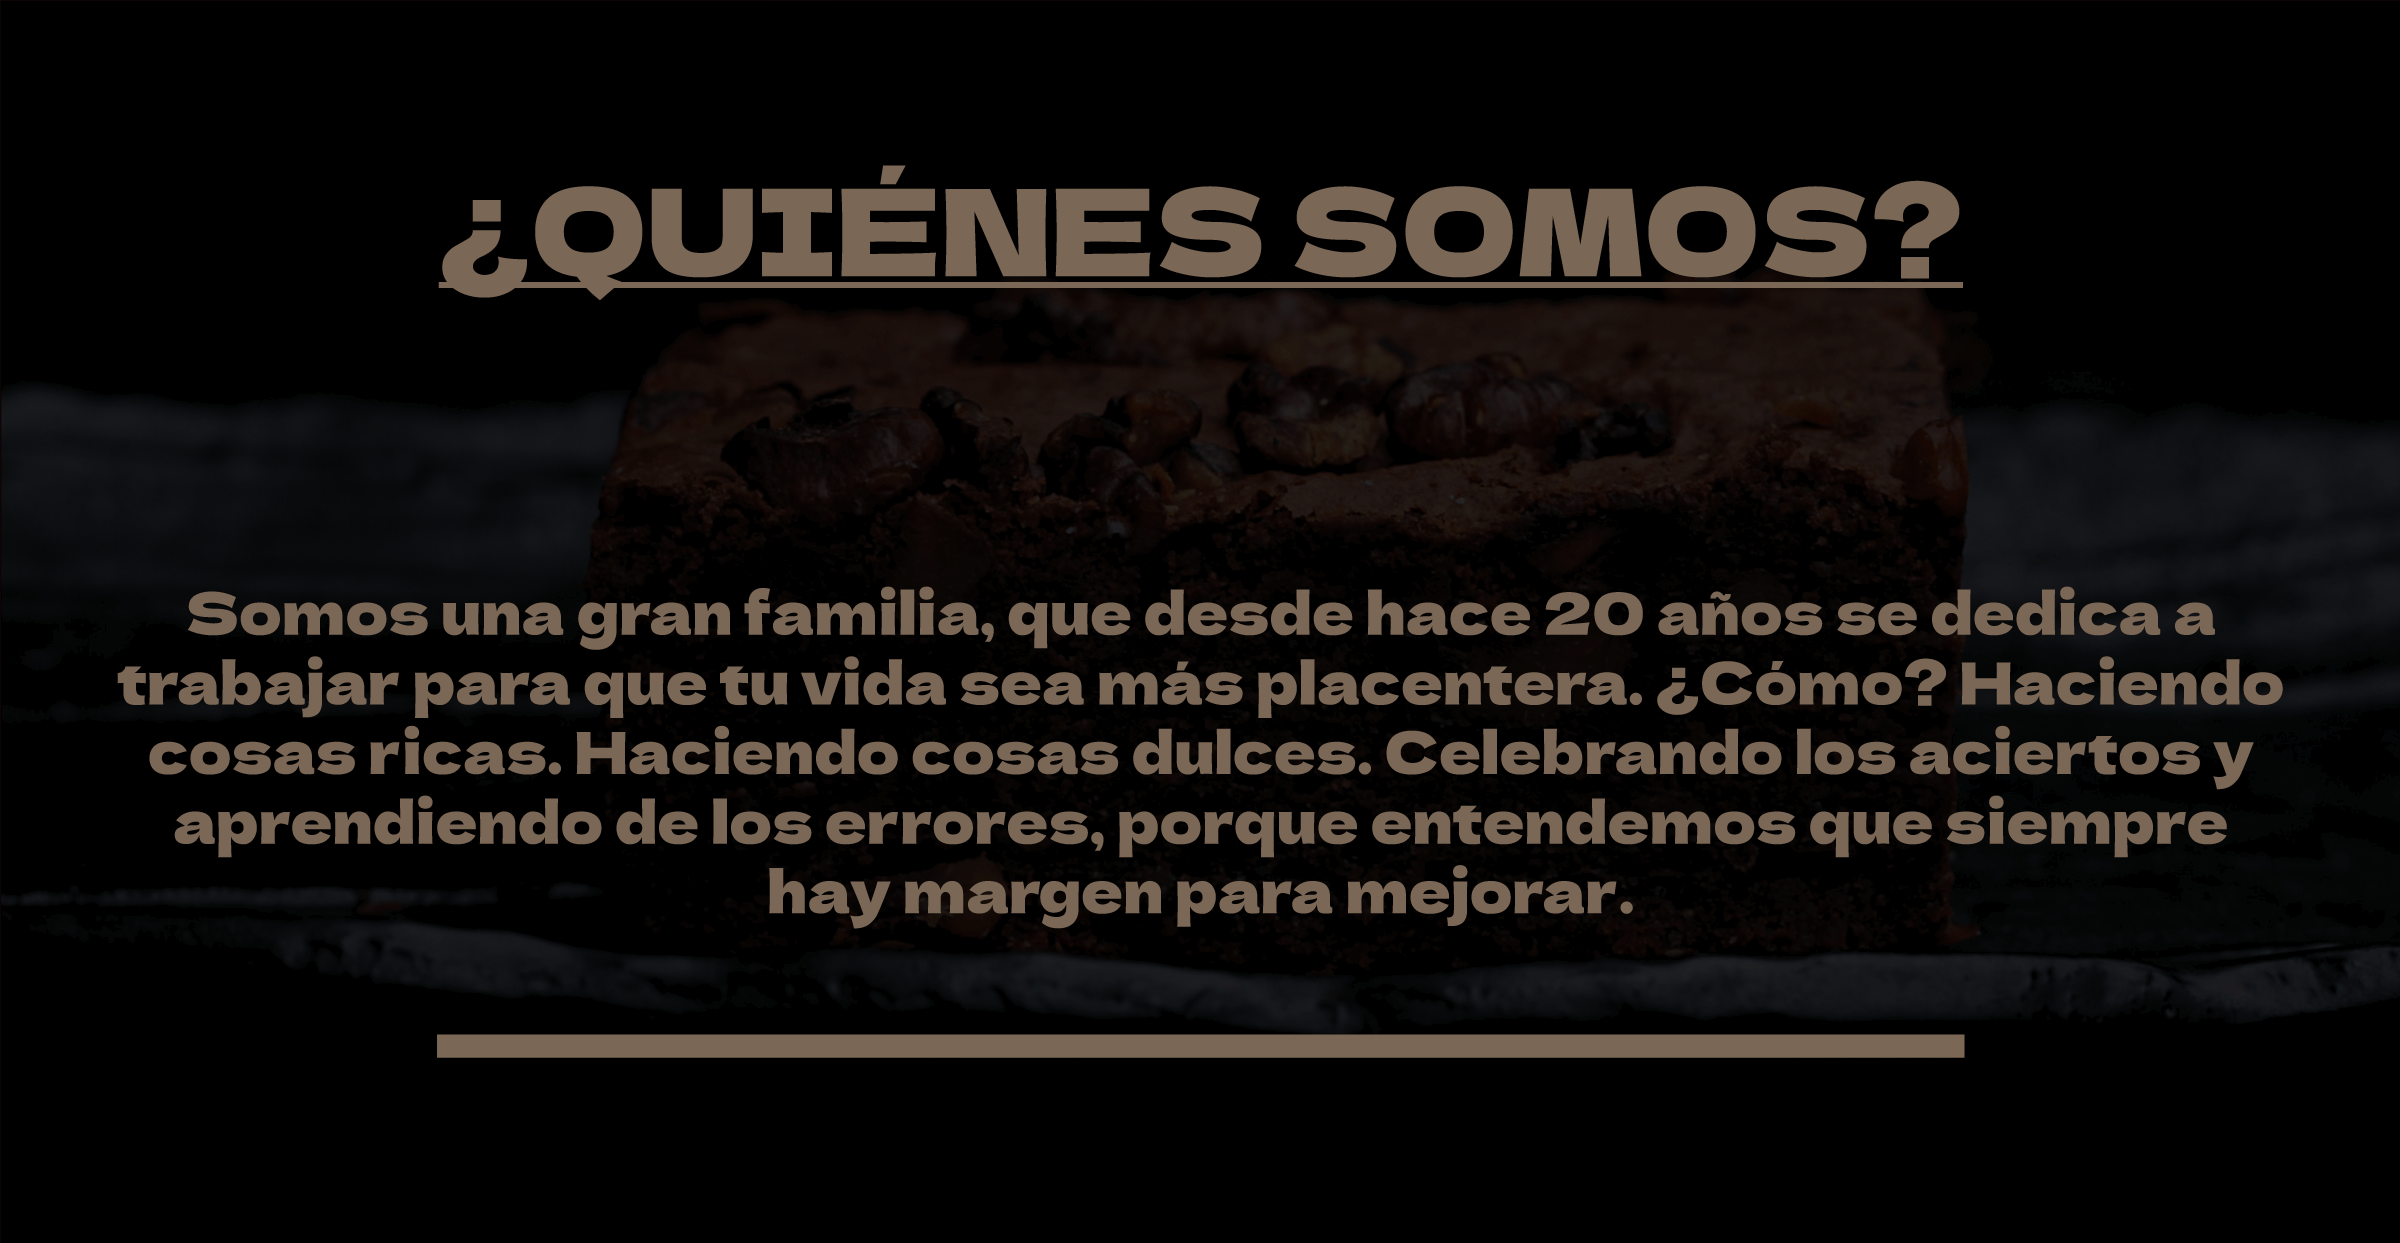 ¿QUIÉNES SOMOS?
Somos una gran familia, que desde hace 20 años se dedica a
trabajar para que tu vida sea más placentera. ¿Cómo? Haciendo
cosas ricas. Haciendo cosas dulces. Celebrando los aciertos y
aprendiendo de los errores, porque entendemos que siempre
hay margen para mejorar.